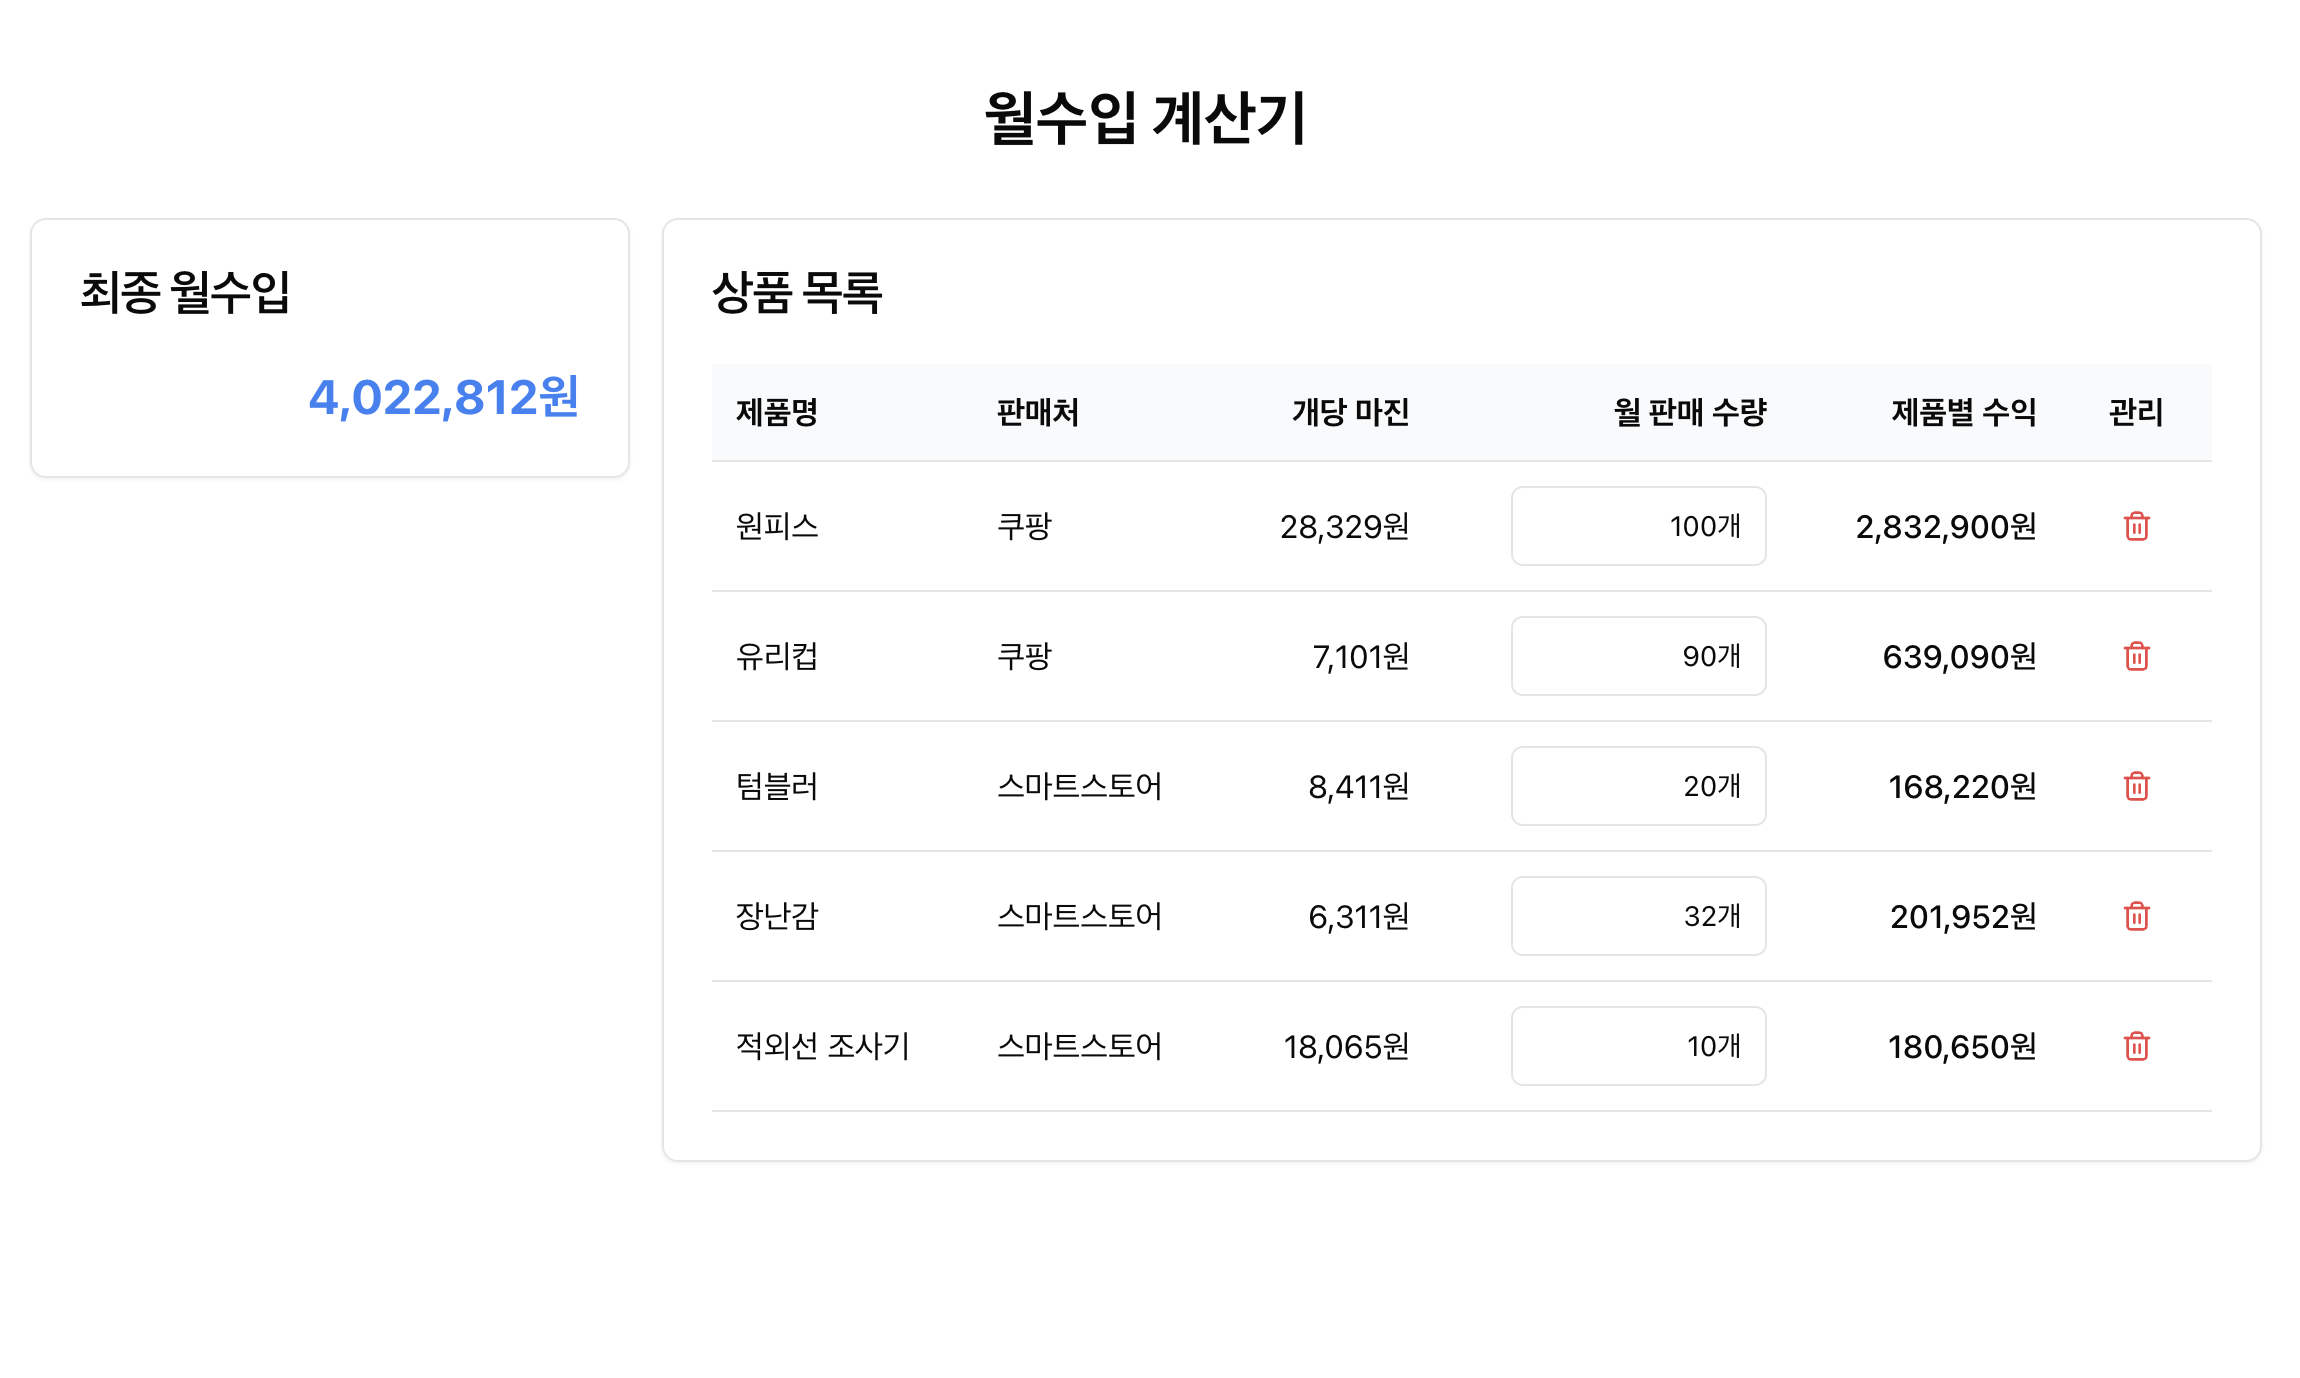 월수입 계산기
최종 월수입
4,022,812원
상품 목록
제품명 판매처 개당 마진 월 판매 수량 제품별 수익 관리
원피스 쿠팡 28,329원 100개 2,832,900원
유리컵 쿠팡 7,101원 90개 639,090원
텀블러 스마트스토어 8,411원 20개 168,220원
장난감 스마트스토어 6,311원 32개 201,952원
적외선 조사기 스마트스토어 18,065원 10개 180,650원